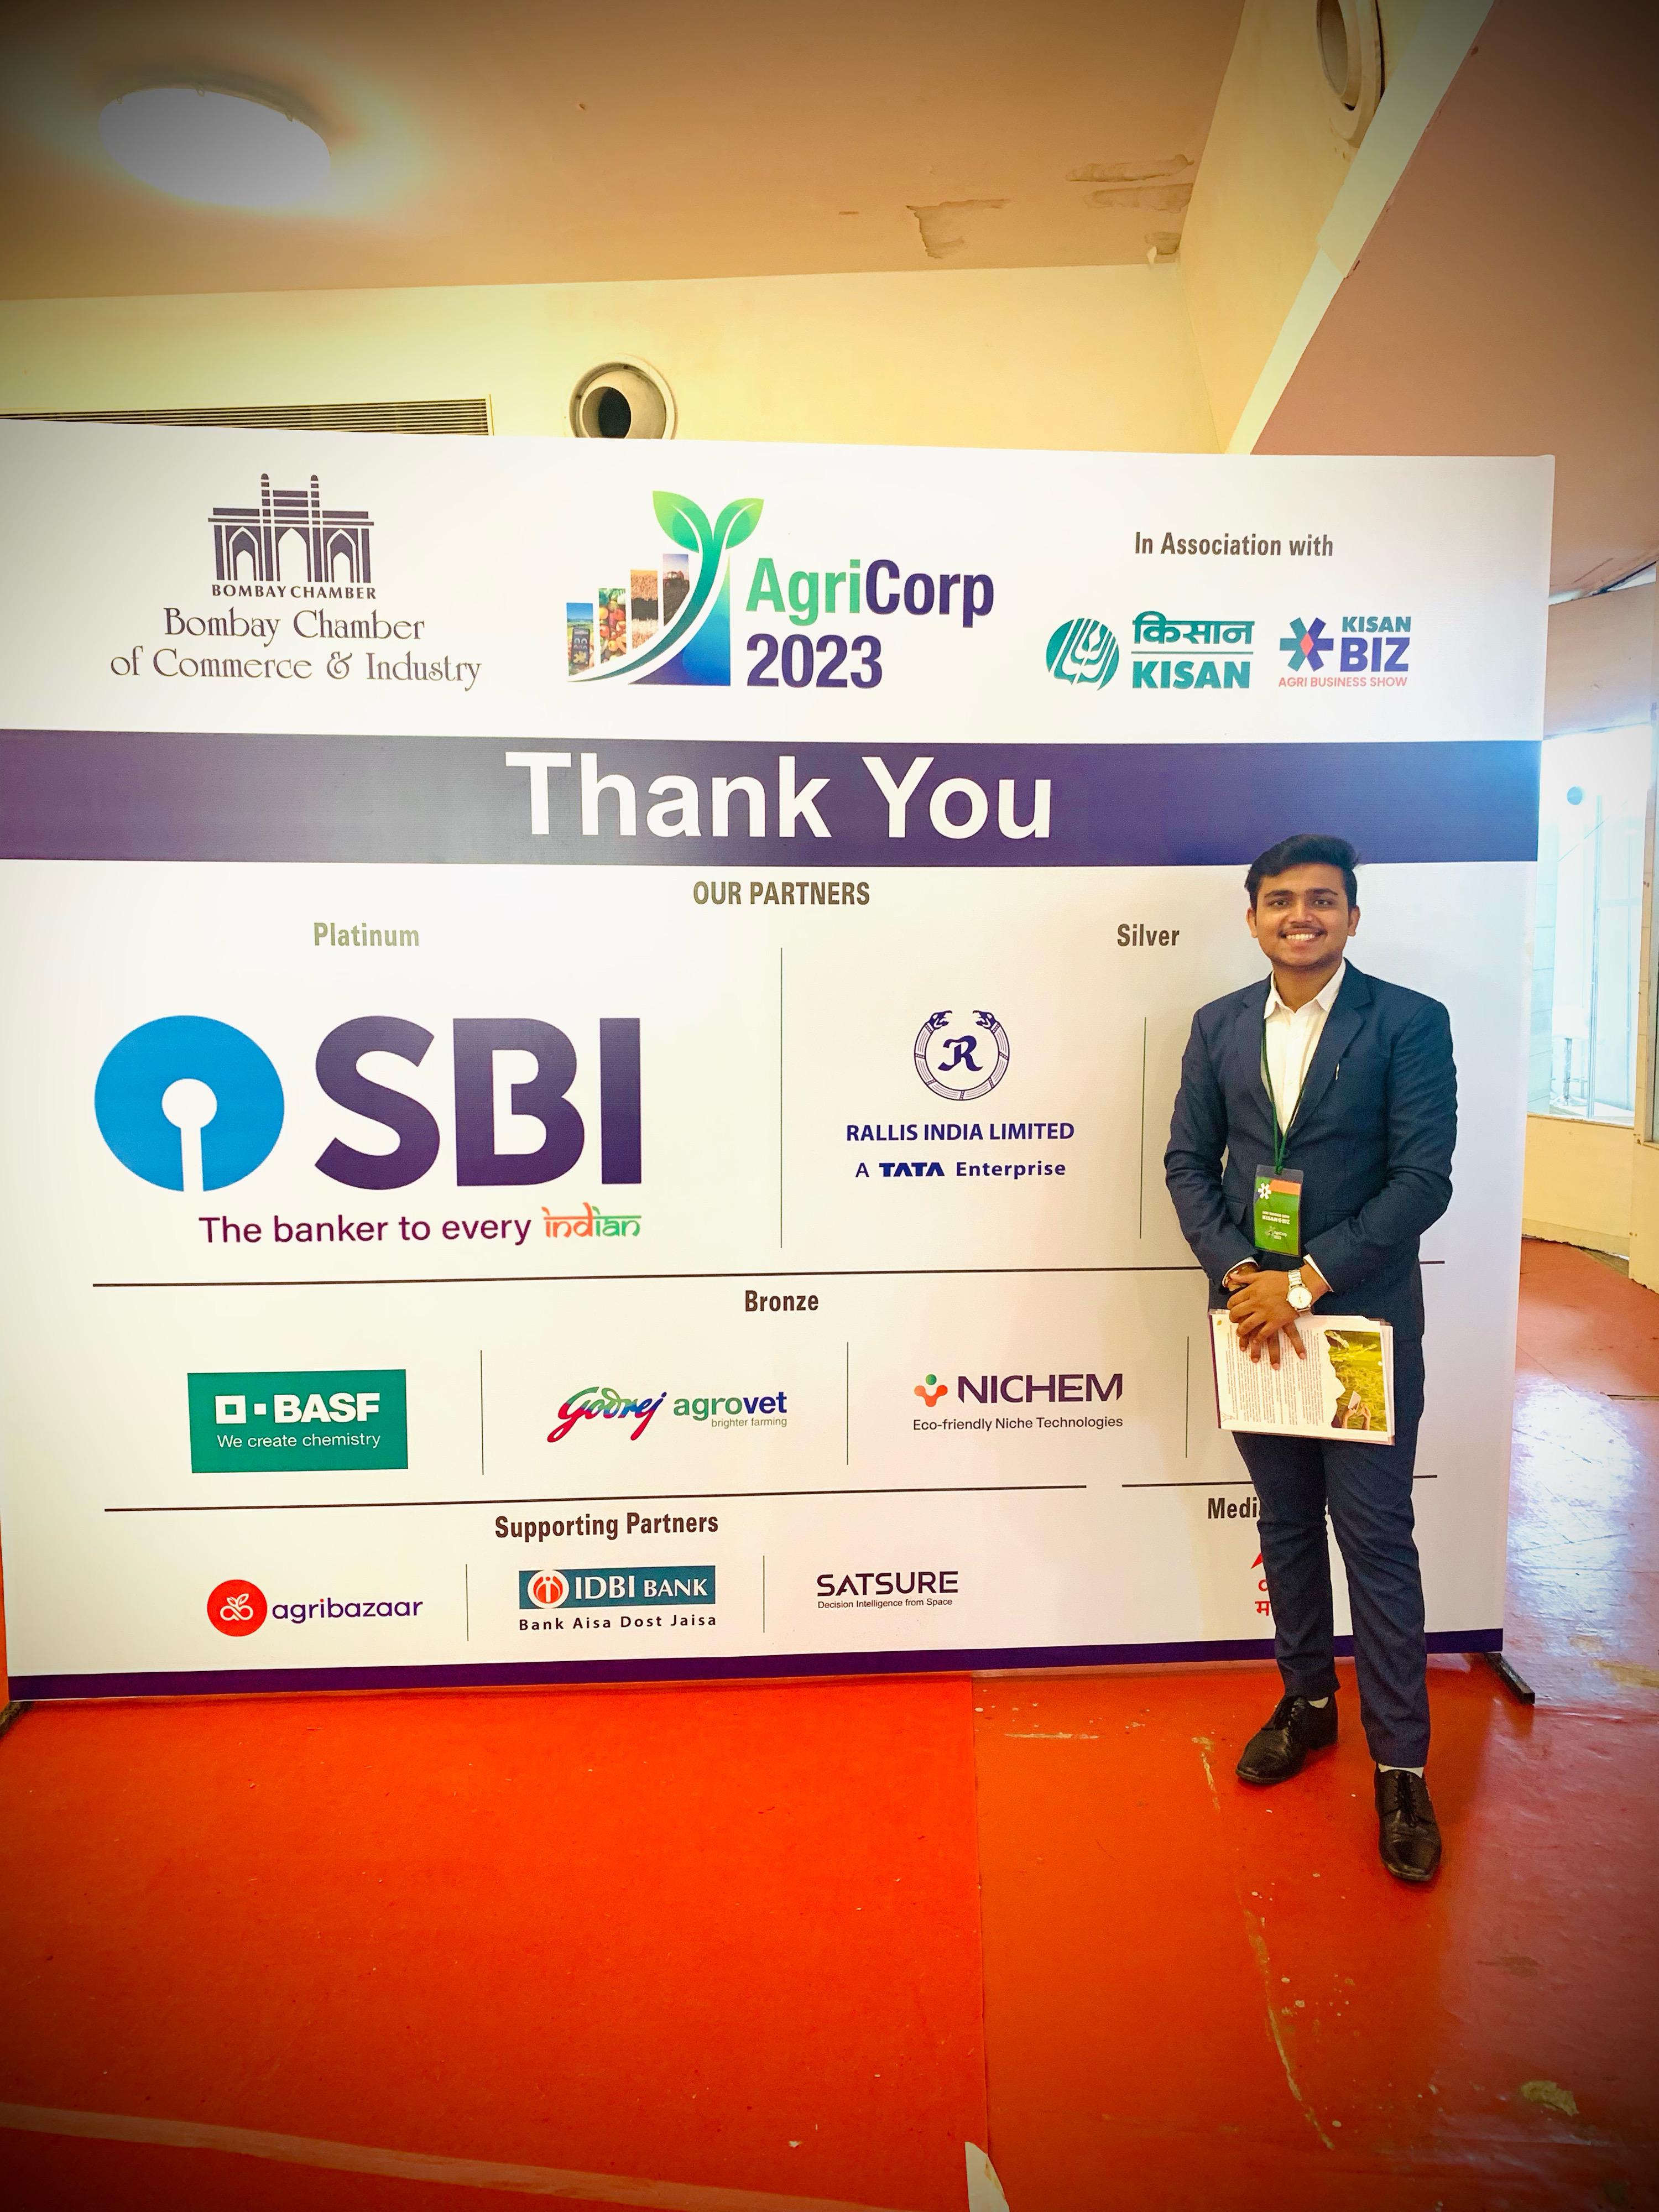 BOMBAY CHAMBER
Bombay Chamber
of Commerce & Industry
AgriCorp
2023
In Association with
किसान
KISAN
KISAN
BIZ
AGRI BUSINESS SHOW
Thank You
OUR PARTNERS
Platinum
SBI
The banker to every indian
Silver
R
RALLIS INDIA LIMITED
A TATA Enterprise
Bronze
BASF
We create chemistry
Godrej agrovet
brighter farming
NICHEM
Eco-friendly Niche Technologies
Supporting Partners
agribazaar
IDBI BANK
Bank Aisa Dost Jaisa
SATSURE
Decision Intelligence from Space
Medi